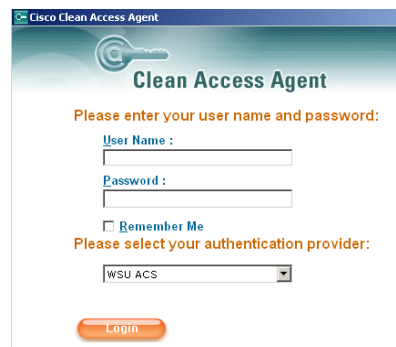 Cisco Clean Access Agent
Clean Access Agent
Please enter your user name and password:
User Name :
Password :
Remember Me
Please select your authentication provider:
WSU ACS
Login